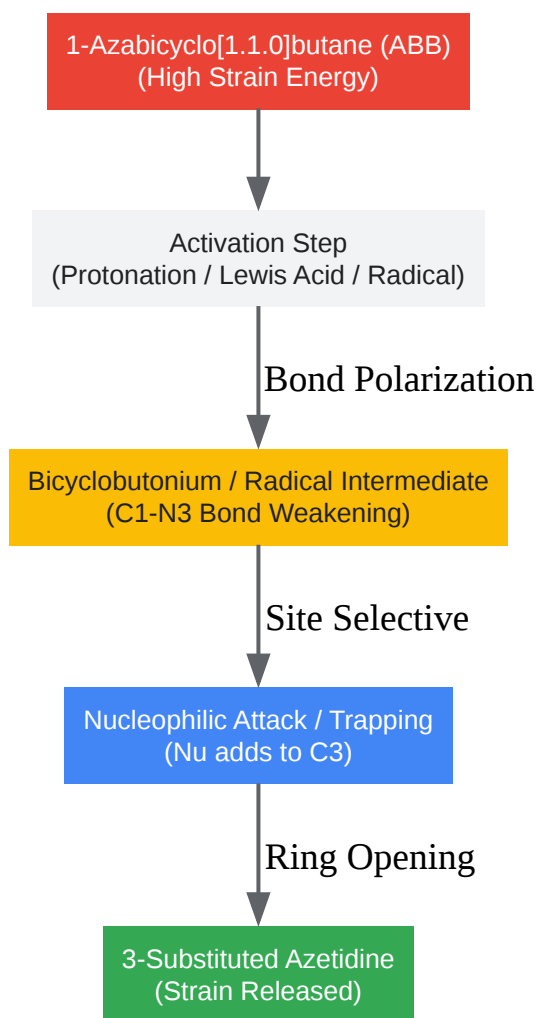 1-Azabicyclo[1.1.0]butane (ABB)
(High Strain Energy)
Activation Step
(Protonation / Lewis Acid / Radical)
Bond Polarization
Bicyclobutonium / Radical Intermediate
(C1-N3 Bond Weakening)
Site Selective
Nucleophilic Attack / Trapping
(Nu adds to C3)
Ring Opening
3-Substituted Azetidine
(Strain Released)